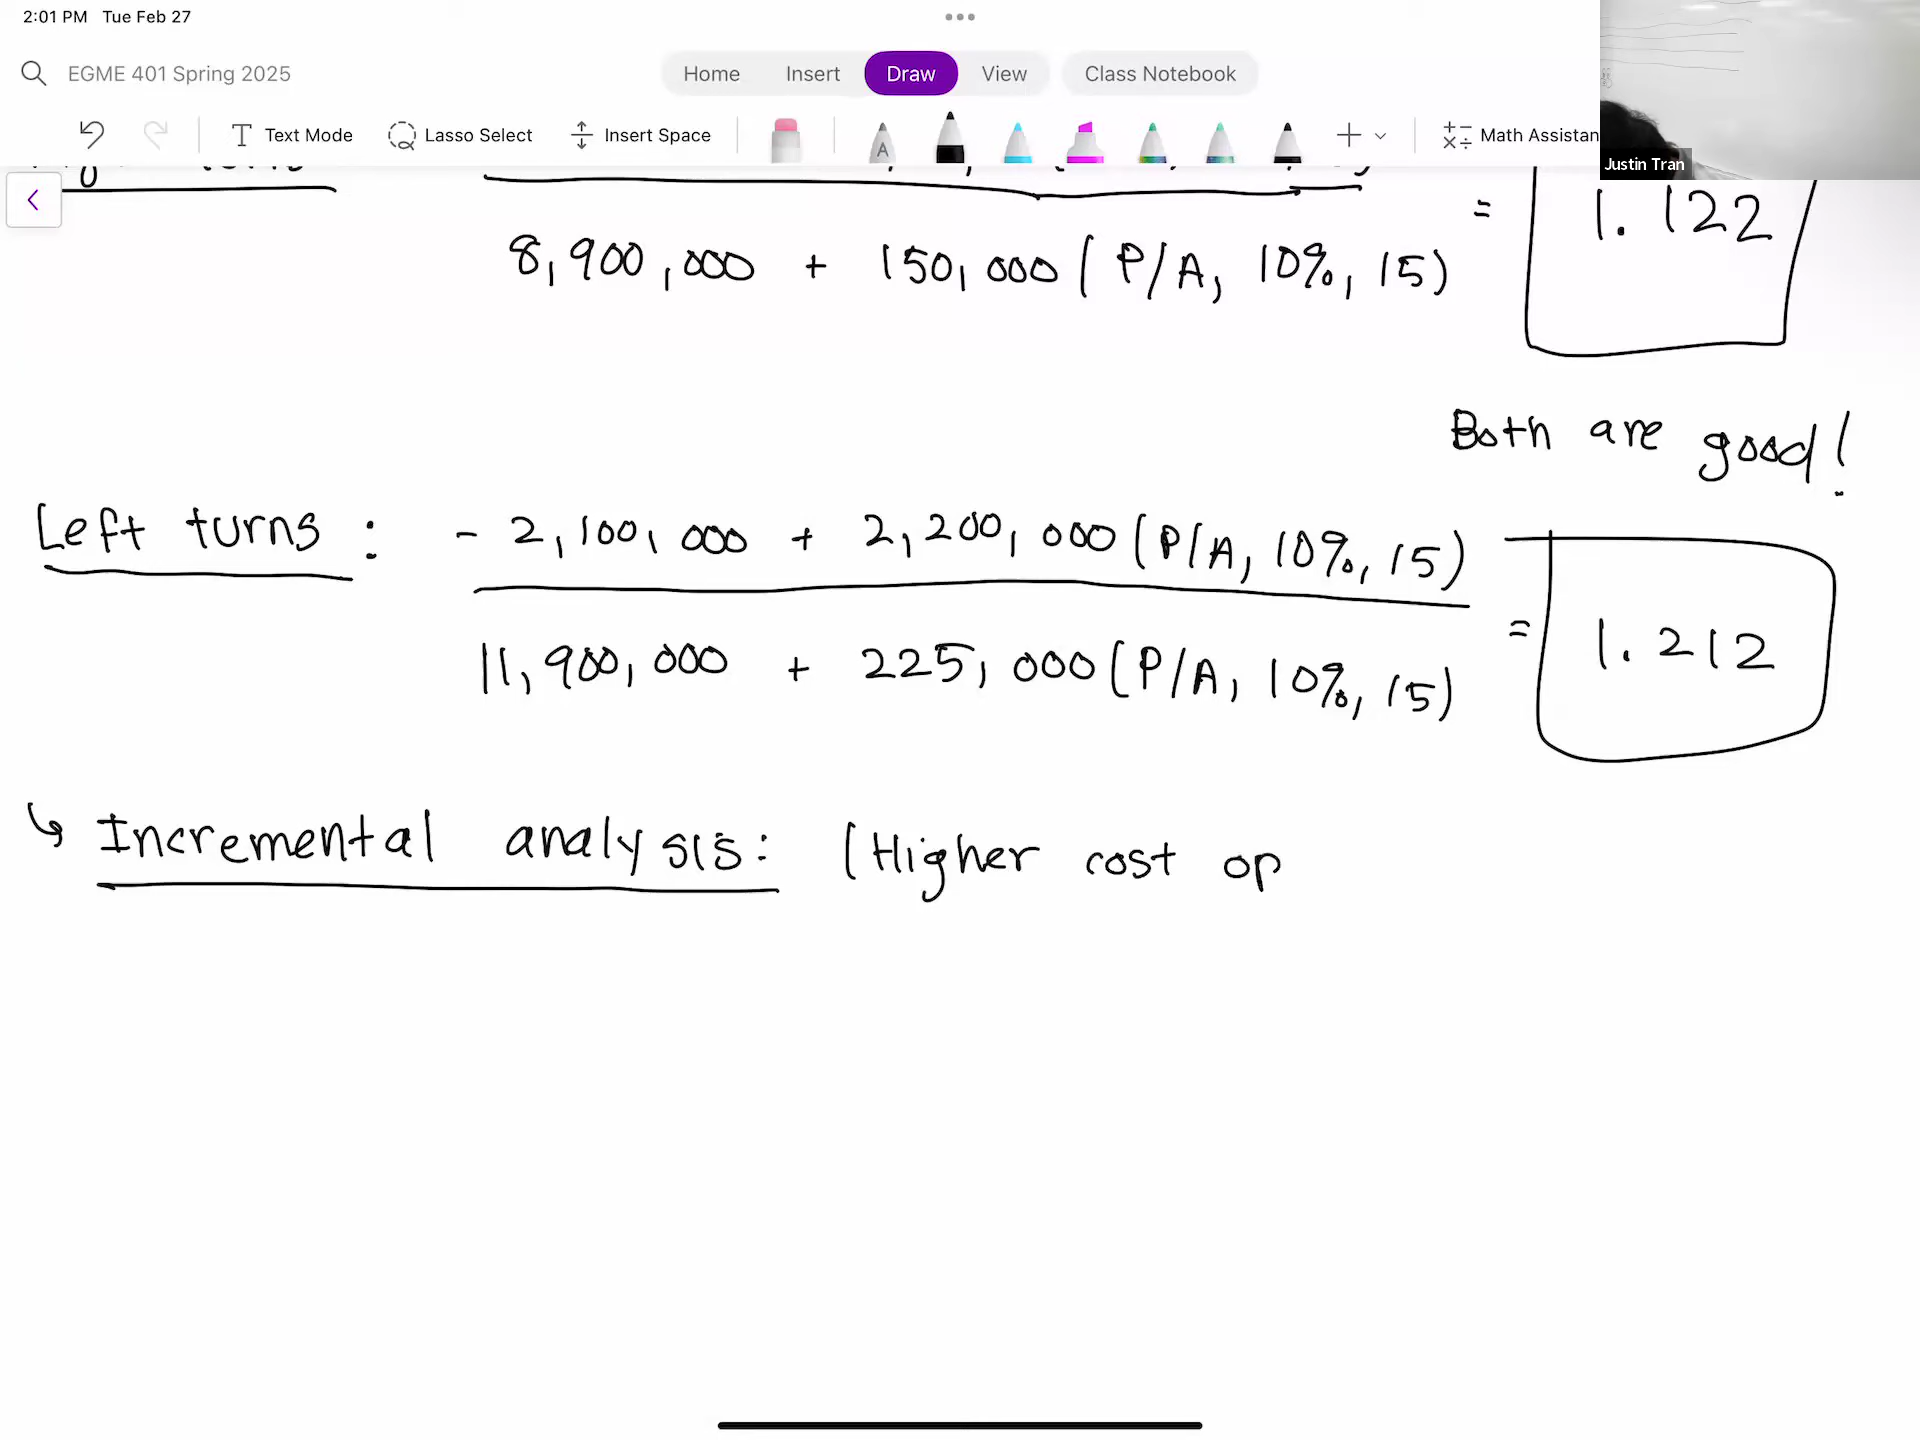 2:01 PM Tue Feb 27
EGME 401 Spring 2025
Home Insert Draw View Class Notebook
Text Mode Lasso Select Insert Space A Math Assistan
Justin Tran
= 1.122
8,900,000 + 150,000 (P/A, 10%, 15)
Both are good!
Left turns: - 2,100,000 + 2,200,000 (P/A, 10%, 15)
= 1.212
11,900,000 + 225,000 (P/A, 10%, 15)
↳ Incremental analysis: (Higher cost op